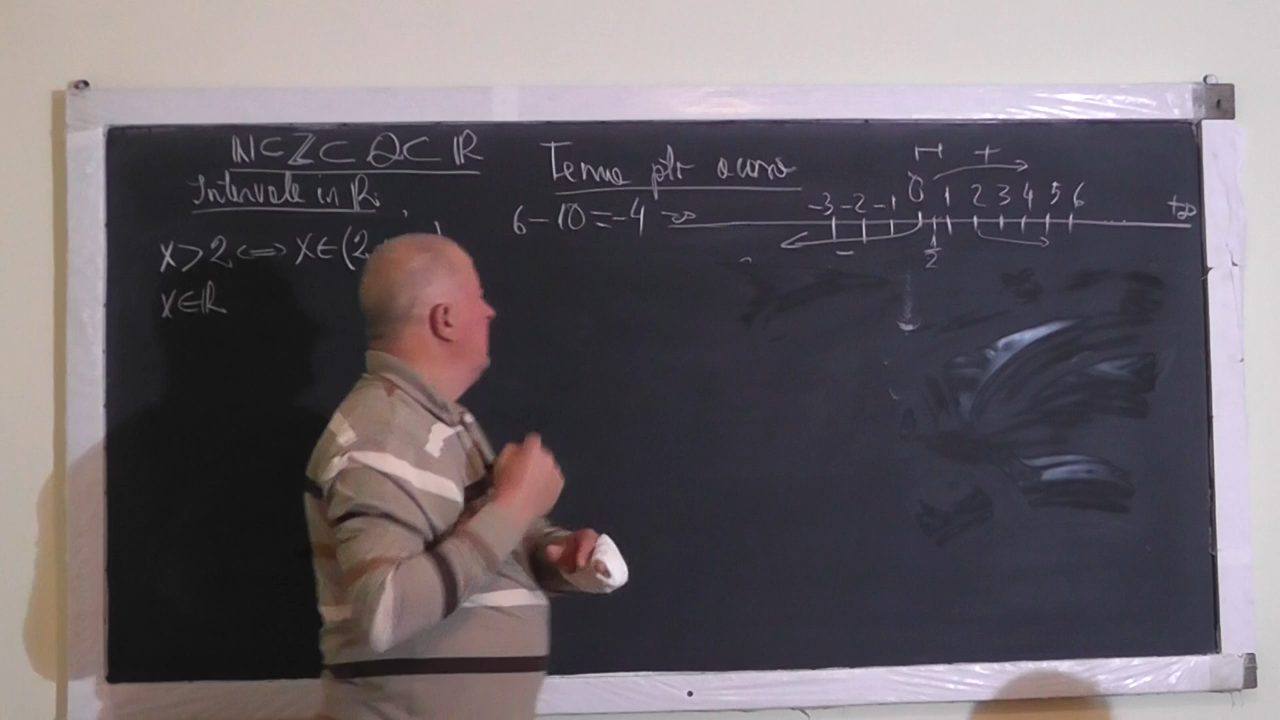 ℕ⊂ℤ⊂ℚ⊂ℝ
Intervale in ℝ:
x>2 ⟺ x∈(2
x∈ℝ
Tema ptr acasa
6-10=-4
-∞ -3 -2 -1 0 1 2 3 4 5 6 +∞
- +
1/2